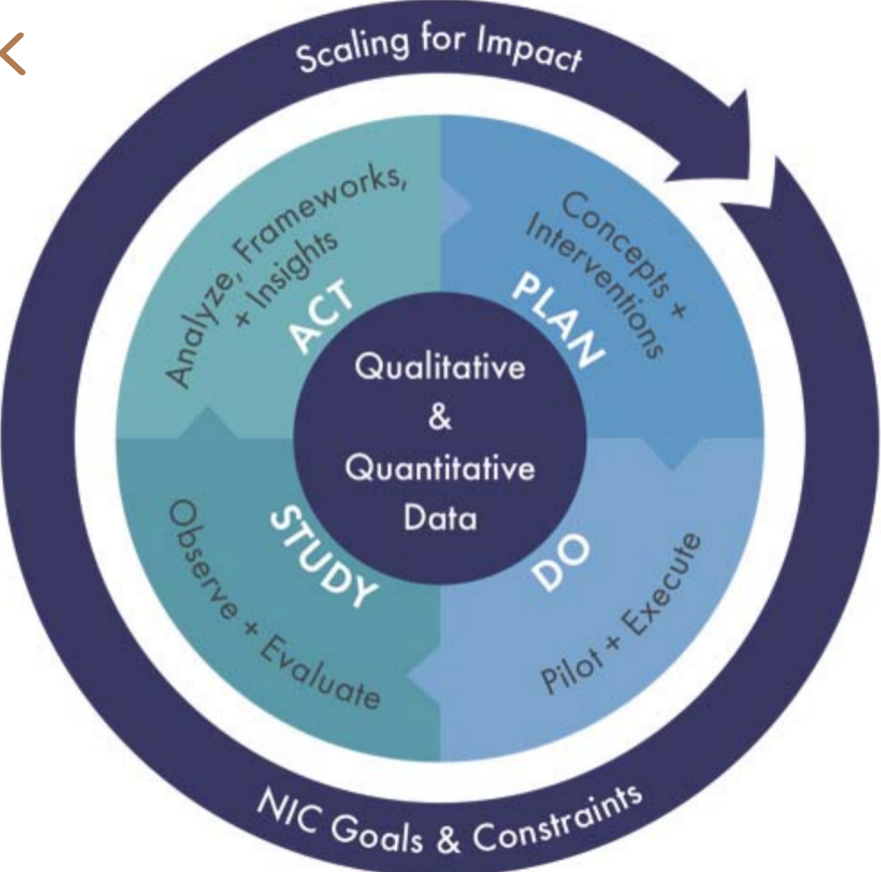 Scaling for Impact
Analyze, Frameworks,
+ Insights
ACT
Concepts +
Interventions
PLAN
Qualitative
&
Quantitative
Data
STUDY
Observe + Evaluate
DO
Pilot + Execute
NIC Goals & Constraints